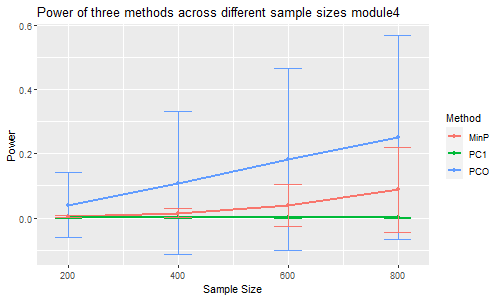 Power of three methods across different sample sizes module4
0.6
0.4
0.2
0.0
Power
200
400
600
800
Sample Size
Method
MinP
PC1
PCO